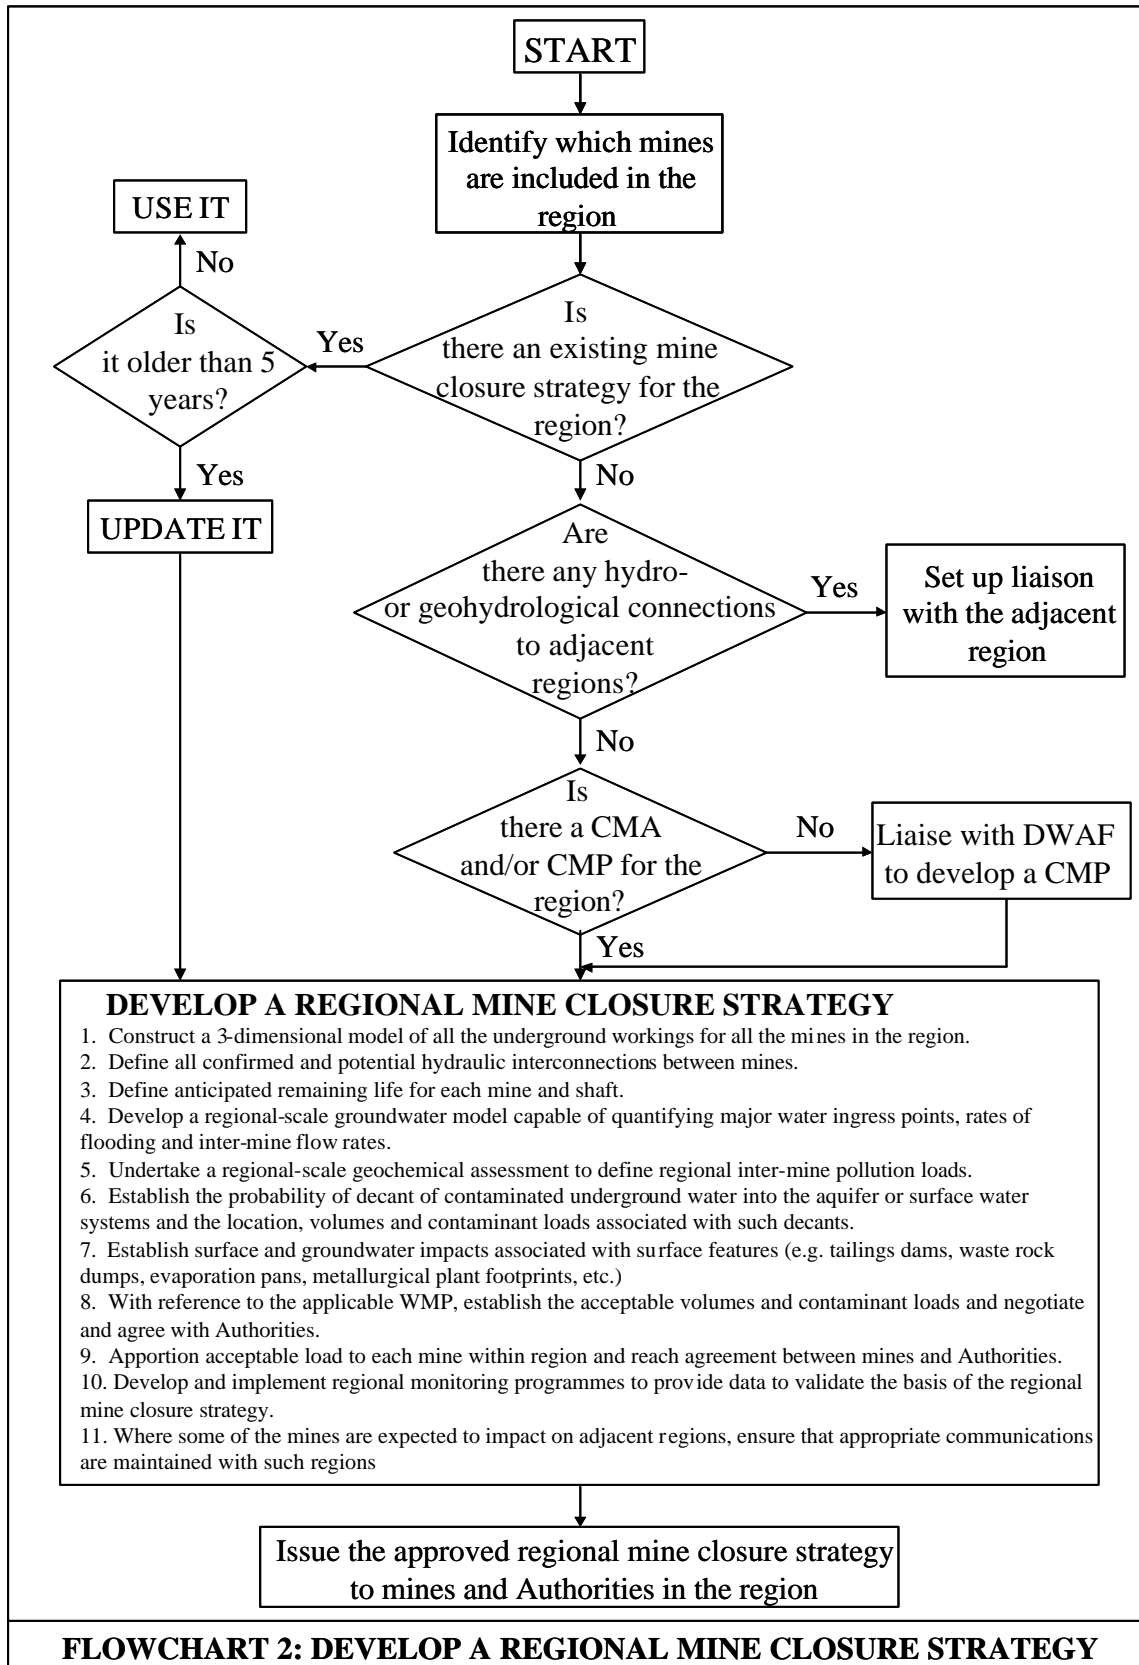 START
Identify which mines
are included in the
region
USE IT
No
Is
it older than 5
years?
Yes
Is
there an existing mine
closure strategy for the
region?
Yes
UPDATE IT
No
Are
there any hydro-
or geohydrological connections
to adjacent
regions?
Yes
Set up liaison
with the adjacent
region
No
Is
there a CMA
and/or CMP for the
region?
No
Liaise with DWAF
to develop a CMP
Yes
DEVELOP A REGIONAL MINE CLOSURE STRATEGY
1. Construct a 3-dimensional model of all the underground workings for all the mines in the region.
2. Define all confirmed and potential hydraulic interconnections between mines.
3. Define anticipated remaining life for each mine and shaft.
4. Develop a regional-scale groundwater model capable of quantifying major water ingress points, rates of
flooding and inter-mine flow rates.
5. Undertake a regional-scale geochemical assessment to define regional inter-mine pollution loads.
6. Establish the probability of decant of contaminated underground water into the aquifer or surface water
systems and the location, volumes and contaminant loads associated with such decants.
7. Establish surface and groundwater impacts associated with surface features (e.g. tailings dams, waste rock
dumps, evaporation pans, metallurgical plant footprints, etc.)
8. With reference to the applicable WMP, establish the acceptable volumes and contaminant loads and negotiate
and agree with Authorities.
9. Apportion acceptable load to each mine within region and reach agreement between mines and Authorities.
10. Develop and implement regional monitoring programmes to provide data to validate the basis of the regional
mine closure strategy.
11. Where some of the mines are expected to impact on adjacent regions, ensure that appropriate communications
are maintained with such regions
Issue the approved regional mine closure strategy
to mines and Authorities in the region
FLOWCHART 2: DEVELOP A REGIONAL MINE CLOSURE STRATEGY